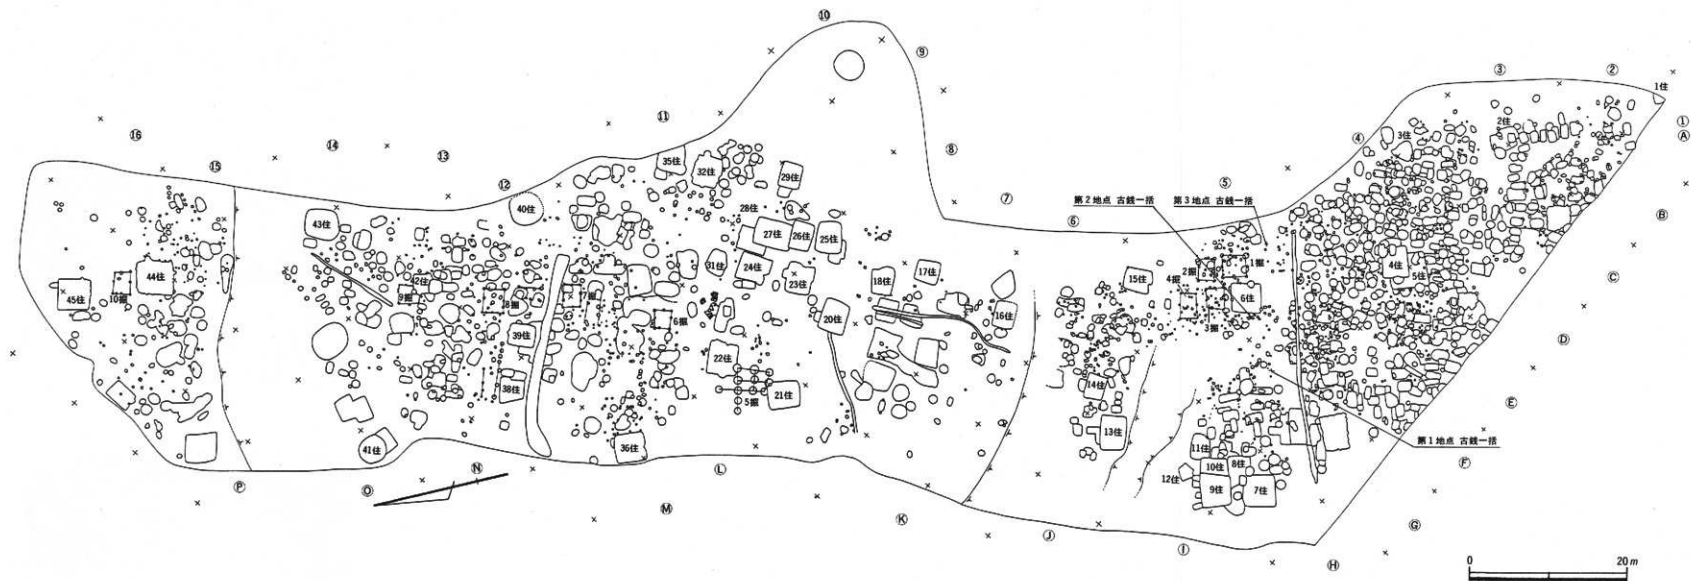 ⑩
⑨
③
②
1住
①
Ⓐ
⑯
⑮
⑭
⑬
⑫
⑪
⑧
⑦
⑥
⑤
④
3住
2住
35住
32住
29住
40住
28住
27住
26住
25住
43住
第2地点 古銭一括
第3地点 古銭一括
Ⓑ
Ⓒ
Ⓓ
Ⓔ
44住
45住
10掘
42住
9掘
8掘
7掘
6掘
31住
24住
23住
18住
17住
15住
16住
20住
4掘
2掘
1掘
3掘
6住
4住
5住
39住
38住
22住
5掘
21住
36住
41住
14住
13住
11住
10住
8住
12住
9住
7住
第1地点 古銭一括
Ⓟ
Ⓞ
Ⓝ
Ⓜ
Ⓛ
Ⓚ
Ⓙ
Ⓘ
Ⓗ
Ⓖ
Ⓕ
0
20m